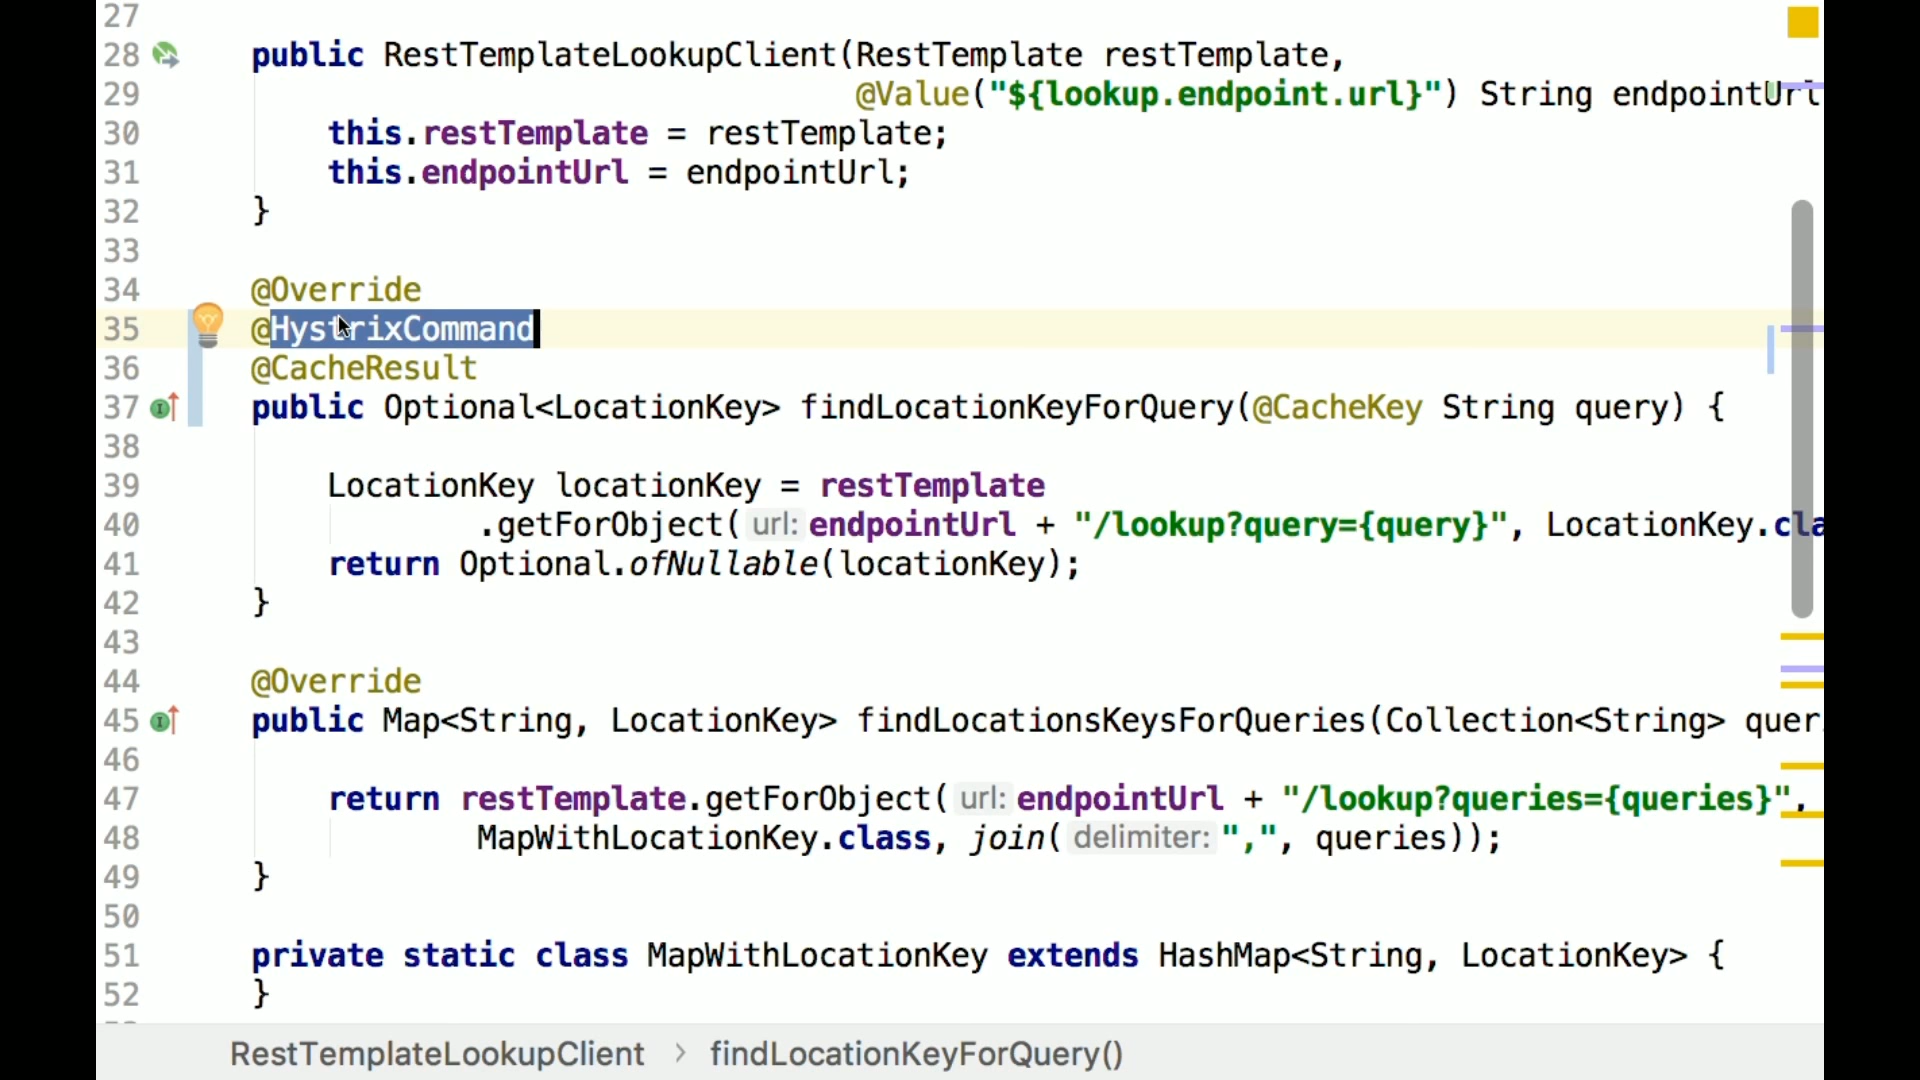 27
28 public RestTemplateLookupClient(RestTemplate restTemplate,
29 @Value("${lookup.endpoint.url}") String endpointUrl
30 this.restTemplate = restTemplate;
31 this.endpointUrl = endpointUrl;
32 }
33
34 @Override
35 @HystrixCommand
36 @CacheResult
37 public Optional<LocationKey> findLocationKeyForQuery(@CacheKey String query) {
38
39 LocationKey locationKey = restTemplate
40 .getForObject( url: endpointUrl + "/lookup?query={query}", LocationKey.cla
41 return Optional.ofNullable(locationKey);
42 }
43
44 @Override
45 public Map<String, LocationKey> findLocationsKeysForQueries(Collection<String> quer
46
47 return restTemplate.getForObject( url: endpointUrl + "/lookup?queries={queries}",
48 MapWithLocationKey.class, join( delimiter: ",", queries));
49 }
50
51 private static class MapWithLocationKey extends HashMap<String, LocationKey> {
52 }
RestTemplateLookupClient > findLocationKeyForQuery()